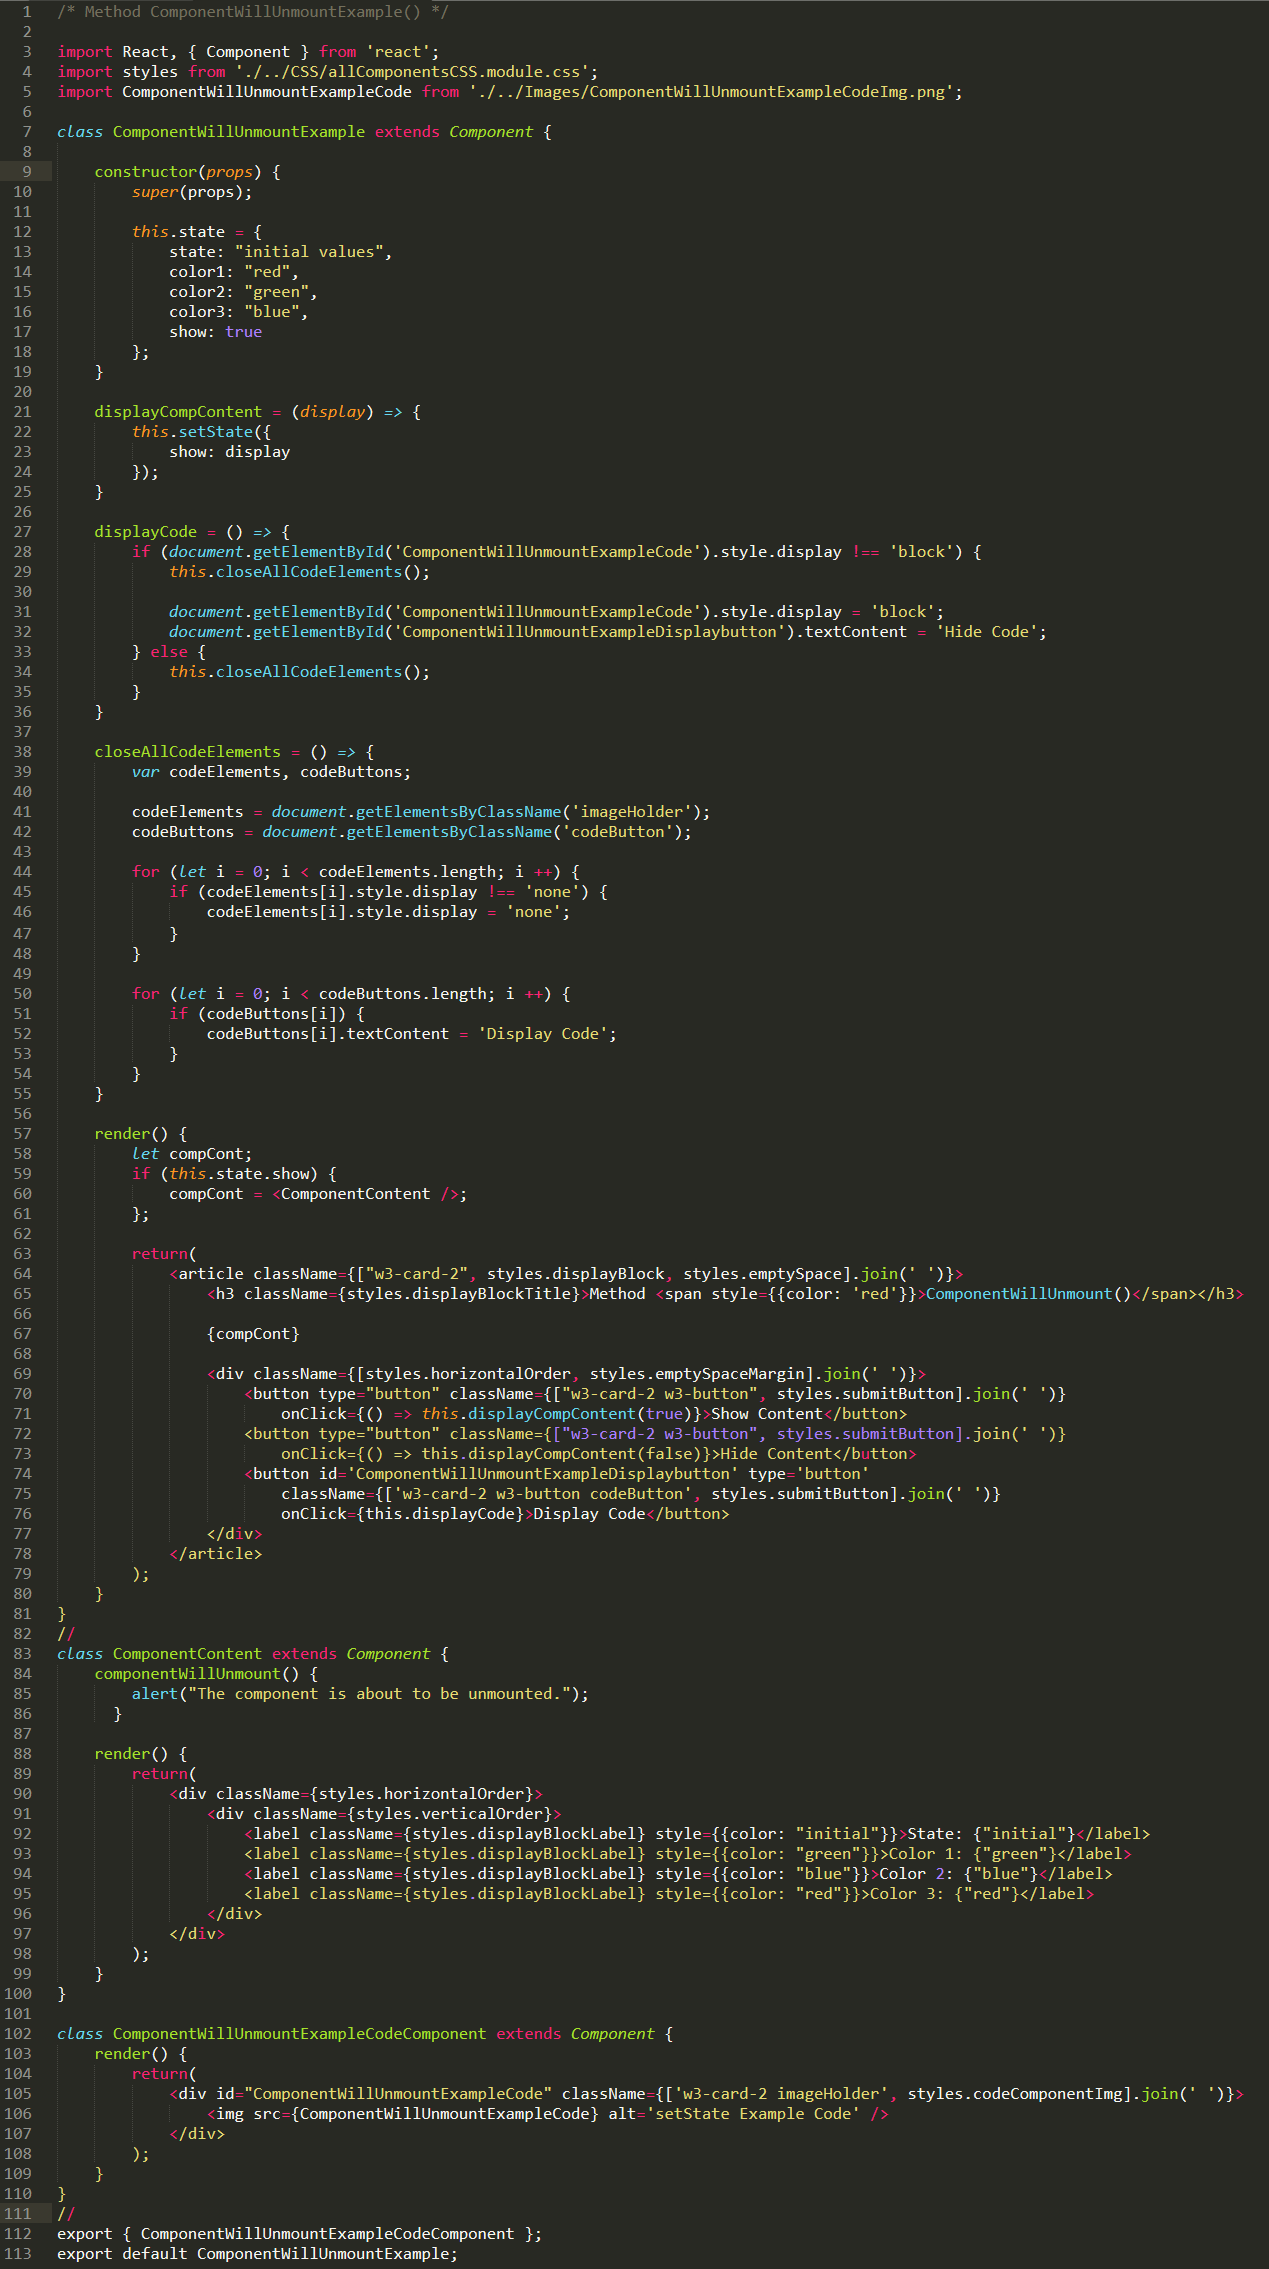 1 /* Method ComponentWillUnmountExample() */
2
3 import React, { Component } from 'react';
4 import styles from './../CSS/allComponentsCSS.module.css';
5 import ComponentWillUnmountExampleCode from './../Images/ComponentWillUnmountExampleCodeImg.png';
6
7 class ComponentWillUnmountExample extends Component {
8
9     constructor(props) {
10         super(props);
11
12         this.state = {
13             state: "initial values",
14             color1: "red",
15             color2: "green",
16             color3: "blue",
17             show: true
18         };
19     }
20
21     displayCompContent = (display) => {
22         this.setState({
23             show: display
24         });
25     }
26
27     displayCode = () => {
28         if (document.getElementById('ComponentWillUnmountExampleCode').style.display !== 'block') {
29             this.closeAllCodeElements();
30
31             document.getElementById('ComponentWillUnmountExampleCode').style.display = 'block';
32             document.getElementById('ComponentWillUnmountExampleDisplaybutton').textContent = 'Hide Code';
33         } else {
34             this.closeAllCodeElements();
35         }
36     }
37
38     closeAllCodeElements = () => {
39         var codeElements, codeButtons;
40
41         codeElements = document.getElementsByClassName('imageHolder');
42         codeButtons = document.getElementsByClassName('codeButton');
43
44         for (let i = 0; i < codeElements.length; i ++) {
45             if (codeElements[i].style.display !== 'none') {
46                 codeElements[i].style.display = 'none';
47             }
48         }
49
50         for (let i = 0; i < codeButtons.length; i ++) {
51             if (codeButtons[i]) {
52                 codeButtons[i].textContent = 'Display Code';
53             }
54         }
55     }
56
57     render() {
58         let compCont;
59         if (this.state.show) {
60             compCont = <ComponentContent />;
61         };
62
63         return(
64             <article className={["w3-card-2", styles.displayBlock, styles.emptySpace].join(' ')}>
65                 <h3 className={styles.displayBlockTitle}>Method <span style={{color: 'red'}}>ComponentWillUnmount()</span></h3>
66
67                 {compCont}
68
69                 <div className={[styles.horizontalOrder, styles.emptySpaceMargin].join(' ')}>
70                     <button type="button" className={["w3-card-2 w3-button", styles.submitButton].join(' ')}
71                         onClick={() => this.displayCompContent(true)}>Show Content</button>
72                     <button type="button" className={["w3-card-2 w3-button", styles.submitButton].join(' ')}
73                         onClick={() => this.displayCompContent(false)}>Hide Content</button>
74                     <button id='ComponentWillUnmountExampleDisplaybutton' type='button'
75                         className={['w3-card-2 w3-button codeButton', styles.submitButton].join(' ')}
76                         onClick={this.displayCode}>Display Code</button>
77                 </div>
78             </article>
79         );
80     }
81 }
82 //
83 class ComponentContent extends Component {
84     componentWillUnmount() {
85         alert("The component is about to be unmounted.");
86       }
87
88     render() {
89         return(
90             <div className={styles.horizontalOrder}>
91                 <div className={styles.verticalOrder}>
92                     <label className={styles.displayBlockLabel} style={{color: "initial"}}>State: {"initial"}</label>
93                     <label className={styles.displayBlockLabel} style={{color: "green"}}>Color 1: {"green"}</label>
94                     <label className={styles.displayBlockLabel} style={{color: "blue"}}>Color 2: {"blue"}</label>
95                     <label className={styles.displayBlockLabel} style={{color: "red"}}>Color 3: {"red"}</label>
96                 </div>
97             </div>
98         );
99     }
100 }
101
102 class ComponentWillUnmountExampleCodeComponent extends Component {
103     render() {
104         return(
105             <div id="ComponentWillUnmountExampleCode" className={['w3-card-2 imageHolder', styles.codeComponentImg].join(' ')}>
106                 <img src={ComponentWillUnmountExampleCode} alt='setState Example Code' />
107             </div>
108         );
109     }
110 }
111 //
112 export { ComponentWillUnmountExampleCodeComponent };
113 export default ComponentWillUnmountExample;